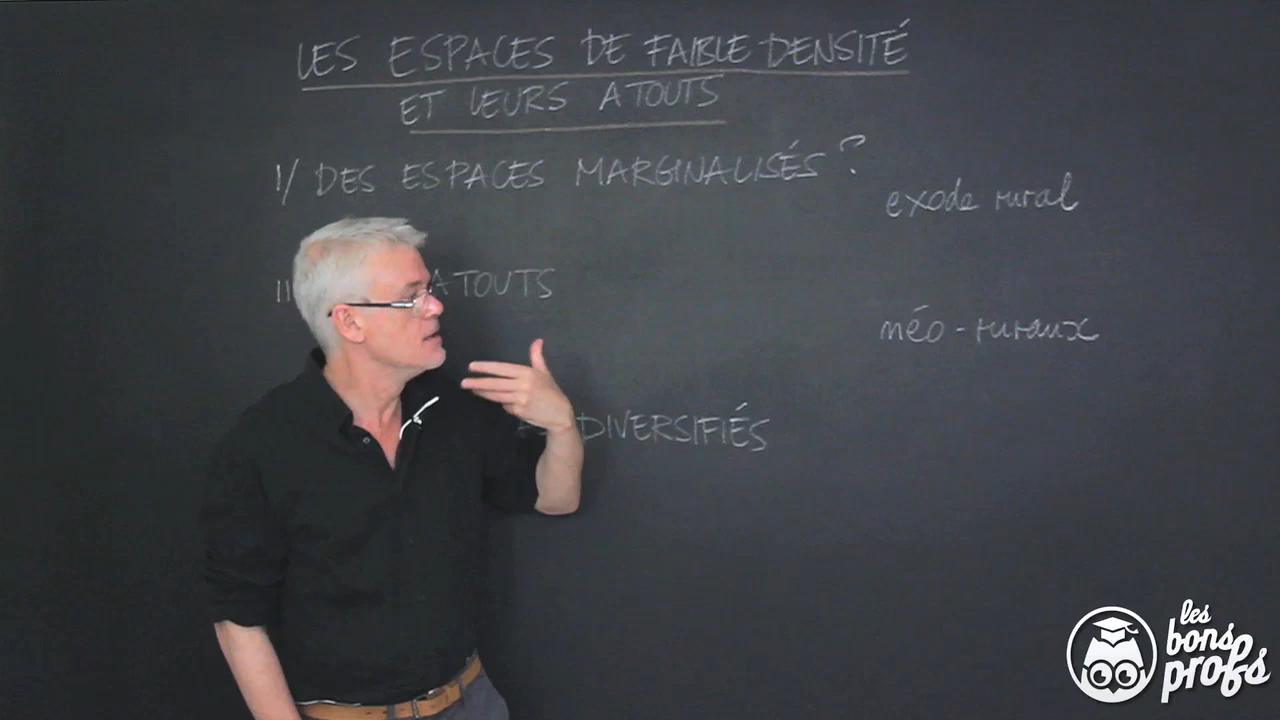 LES ESPACES DE FAIBLE DENSITÉ
ET LEURS ATOUTS
I/ DES ESPACES MARGINALISÉS ?
exode rural
II ATOUTS
néo-ruraux
DIVERSIFIÉS
les
bons
profs